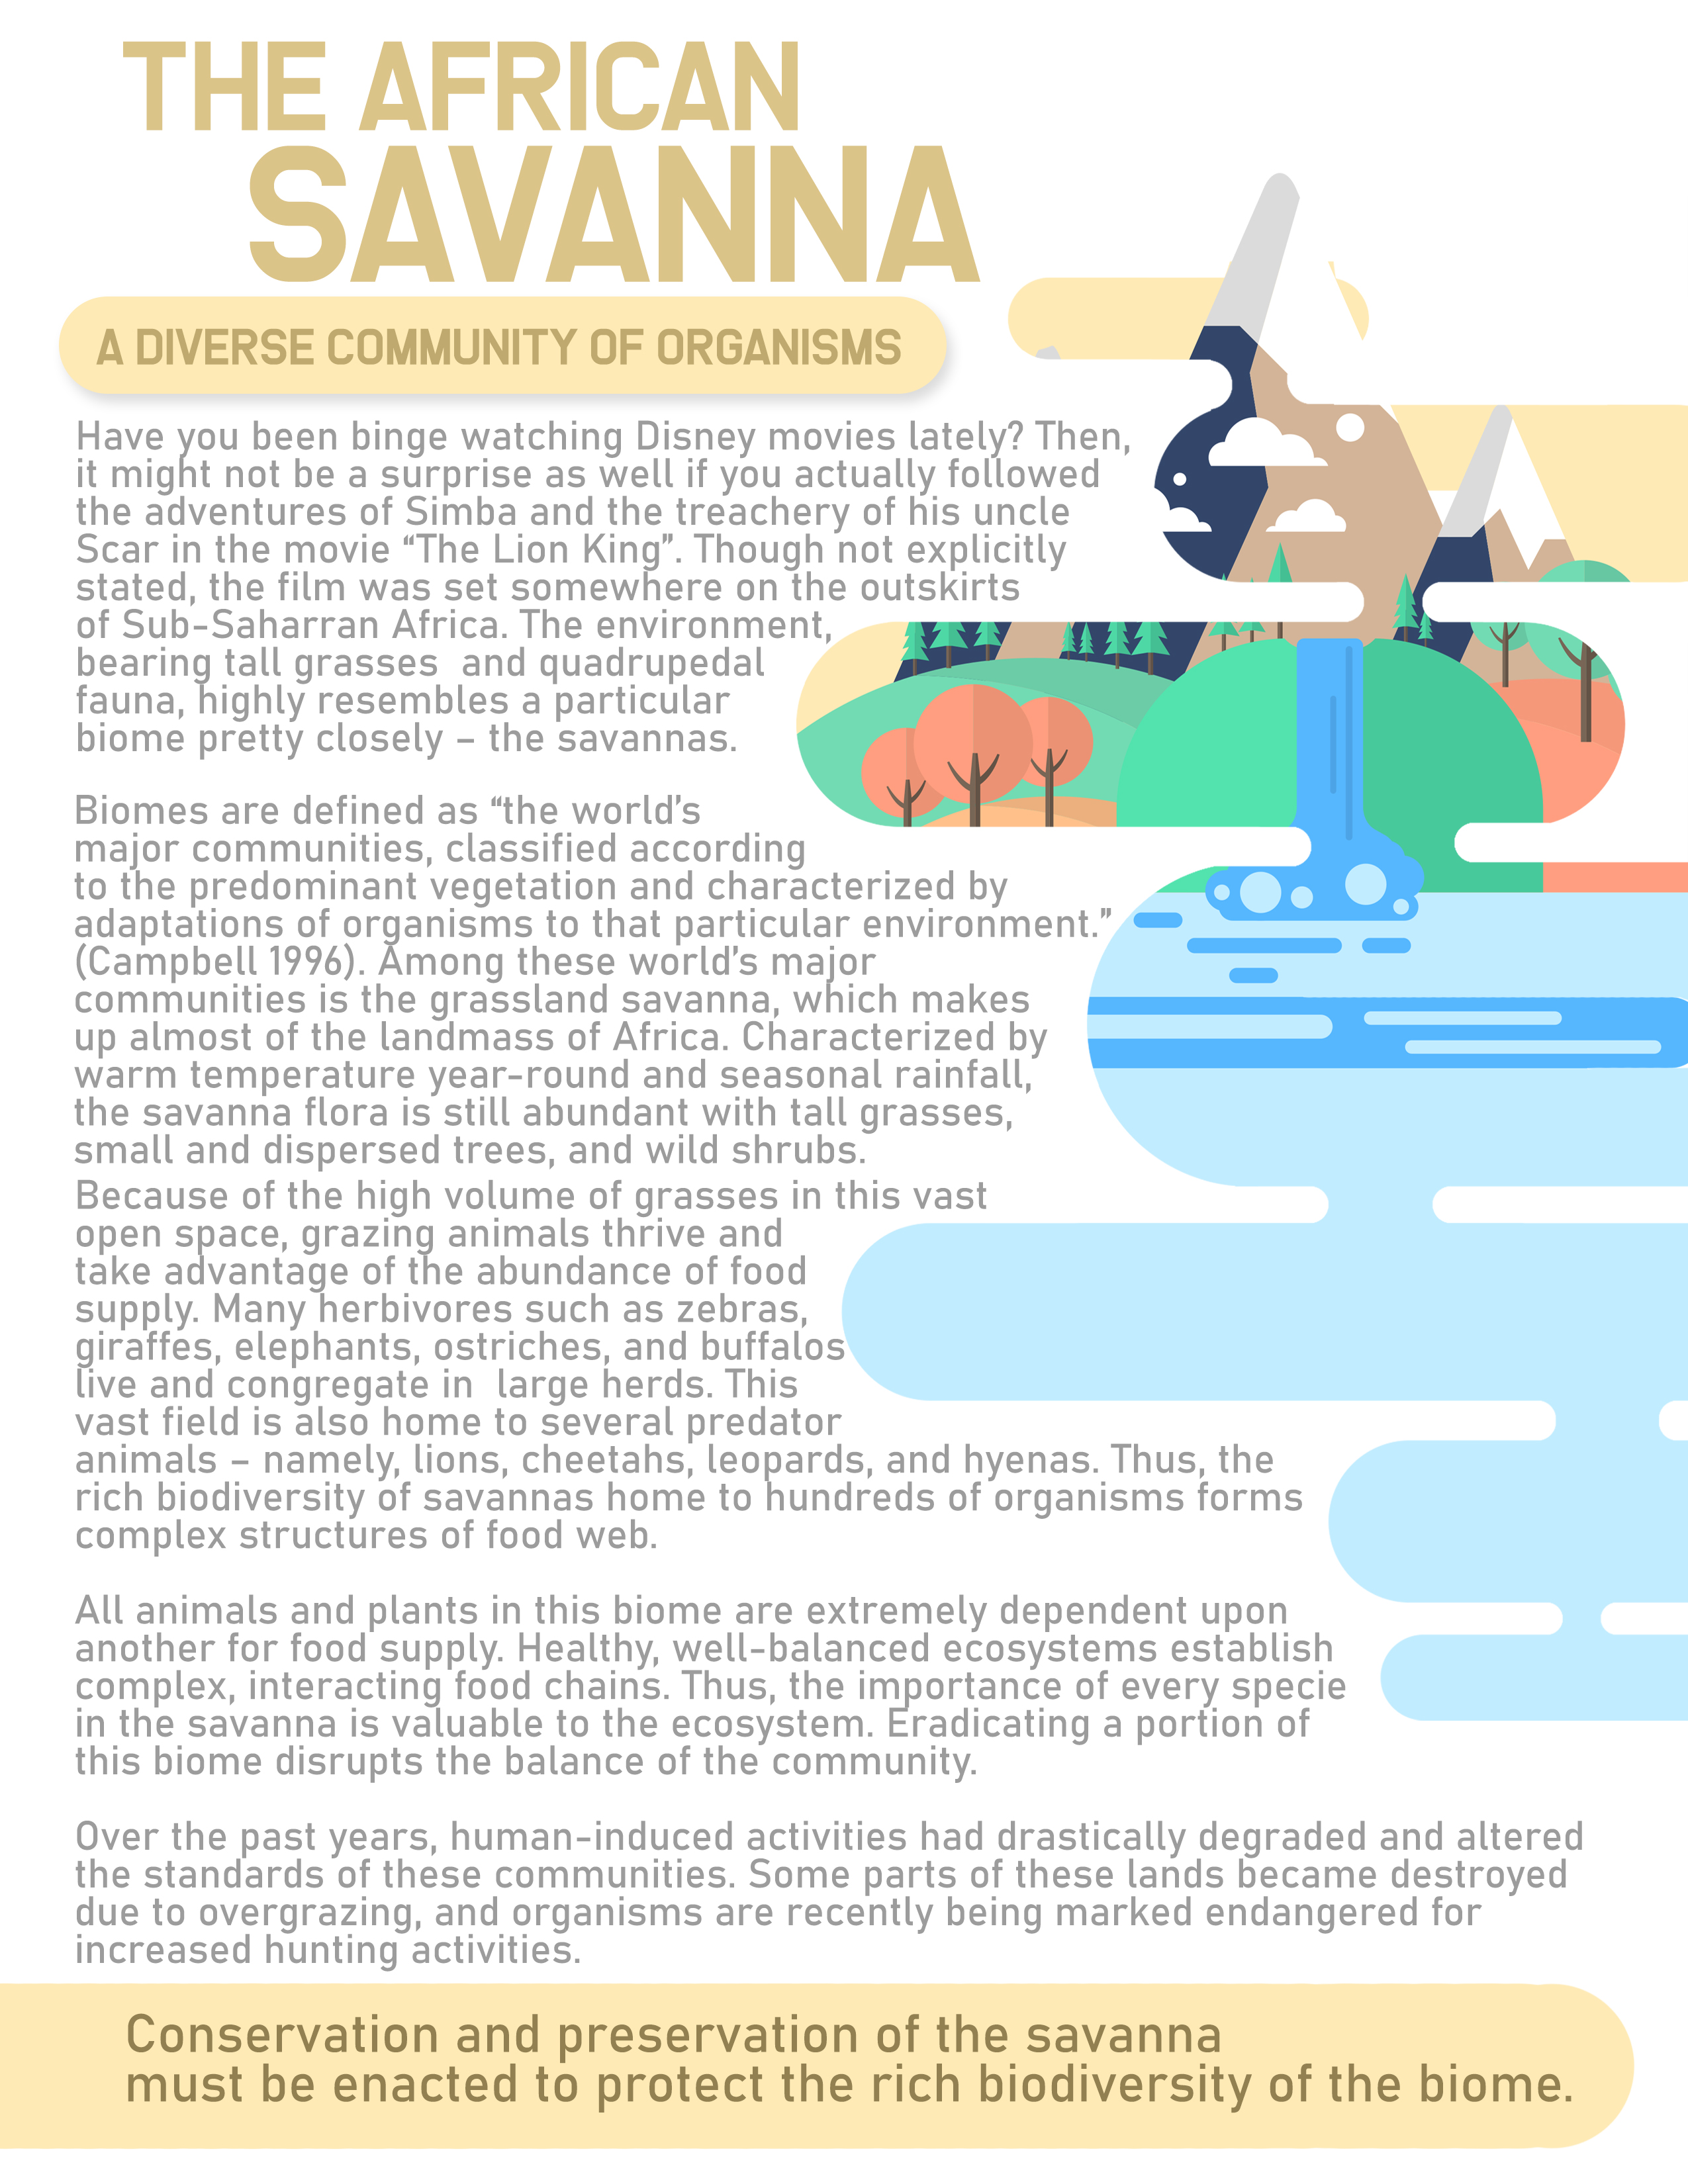 THE AFRICAN
SAVANNA
A DIVERSE COMMUNITY OF ORGANISMS
Have you been binge watching Disney movies lately? Then,
it might not be a surprise as well if you actually followed
the adventures of Simba and the treachery of his uncle
Scar in the movie “The Lion King”. Though not explicitly
stated, the film was set somewhere on the outskirts
of Sub-Saharran Africa. The environment,
bearing tall grasses  and quadrupedal
fauna, highly resembles a particular
biome pretty closely – the savannas.
Biomes are defined as “the world’s
major communities, classified according
to the predominant vegetation and characterized by
adaptations of organisms to that particular environment.”
(Campbell 1996). Among these world’s major
communities is the grassland savanna, which makes
up almost of the landmass of Africa. Characterized by
warm temperature year-round and seasonal rainfall,
the savanna flora is still abundant with tall grasses,
small and dispersed trees, and wild shrubs.
Because of the high volume of grasses in this vast
open space, grazing animals thrive and
take advantage of the abundance of food
supply. Many herbivores such as zebras,
giraffes, elephants, ostriches, and buffalos
live and congregate in  large herds. This
vast field is also home to several predator
animals – namely, lions, cheetahs, leopards, and hyenas. Thus, the
rich biodiversity of savannas home to hundreds of organisms forms
complex structures of food web.
All animals and plants in this biome are extremely dependent upon
another for food supply. Healthy, well-balanced ecosystems establish
complex, interacting food chains. Thus, the importance of every specie
in the savanna is valuable to the ecosystem. Eradicating a portion of
this biome disrupts the balance of the community.
Over the past years, human-induced activities had drastically degraded and altered
the standards of these communities. Some parts of these lands became destroyed
due to overgrazing, and organisms are recently being marked endangered for
increased hunting activities.
Conservation and preservation of the savanna
must be enacted to protect the rich biodiversity of the biome.